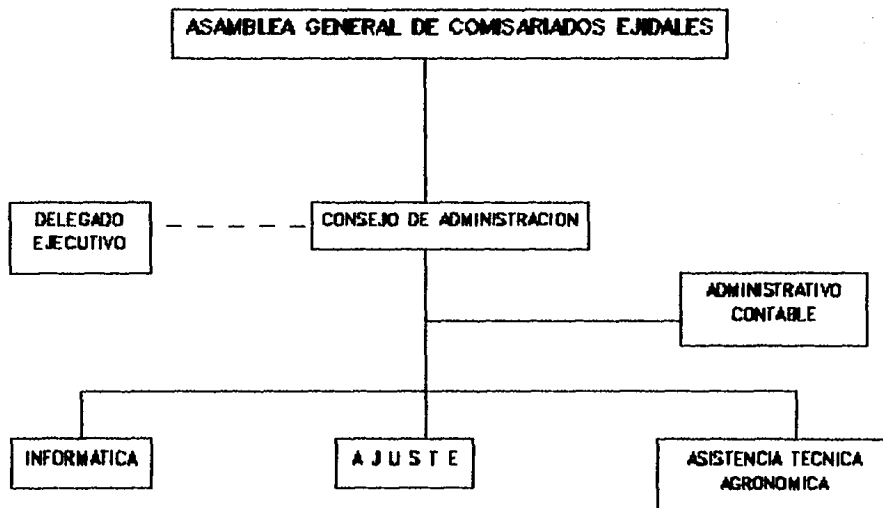 ASAMBLEA GENERAL DE COMISARIADOS EJIDALES
DELEGADO
EJECUTIVO
CONSEJO DE ADMINISTRACION
ADMINISTRATIVO
CONTABLE
INFORMATICA
A J U S T E
ASISTENCIA TECNICA
AGRONOMICA